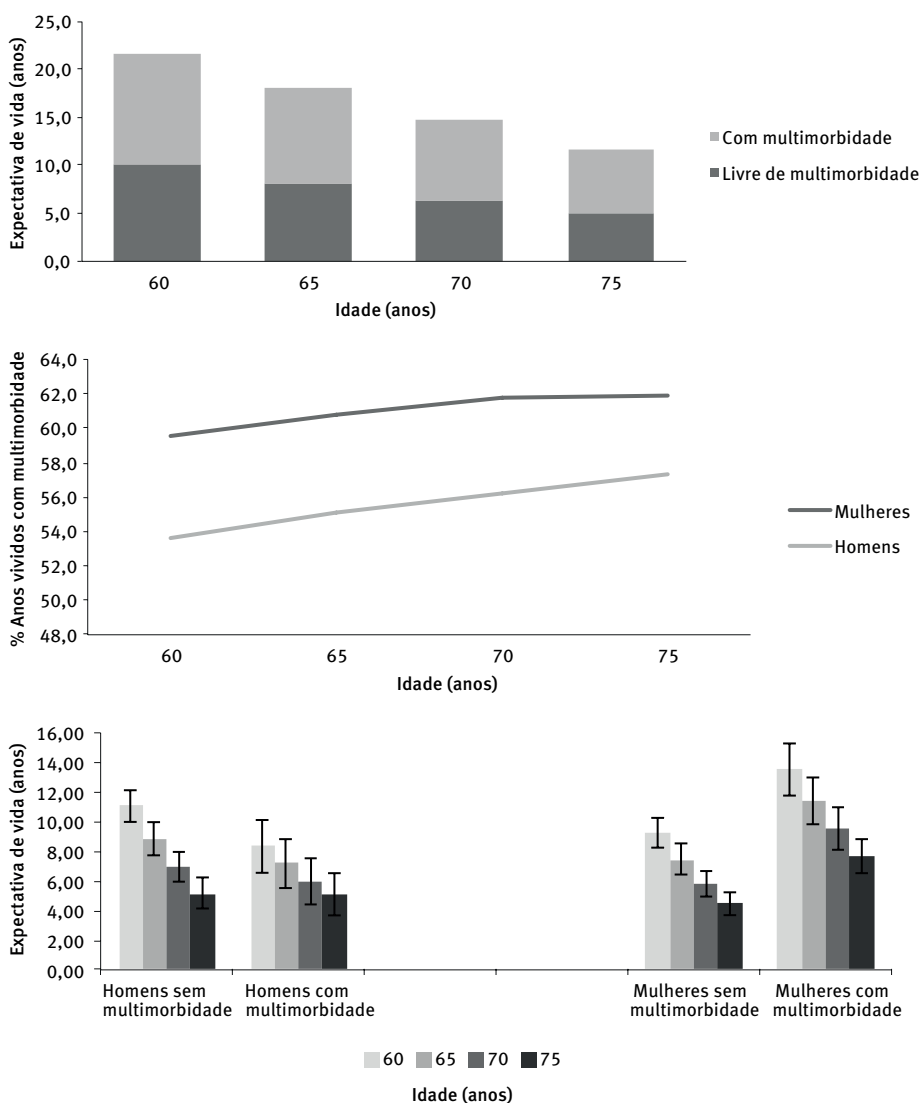 Expectativa de vida (anos)
25,0
20,0
15,0
10,0
5,0
0,0
60 65 70 75
Idade (anos)
Com multimorbidade
Livre de multimorbidade
% Anos vividos com multimorbidade
64,0
62,0
60,0
58,0
56,0
54,0
52,0
50,0
48,0
60 65 70 75
Idade (anos)
Mulheres
Homens
Expectativa de vida (anos)
16,00
14,00
12,00
10,00
8,00
6,00
4,00
2,00
0,00
Homens sem
multimorbidade
Homens com
multimorbidade
Mulheres sem
multimorbidade
Mulheres com
multimorbidade
60 65 70 75
Idade (anos)